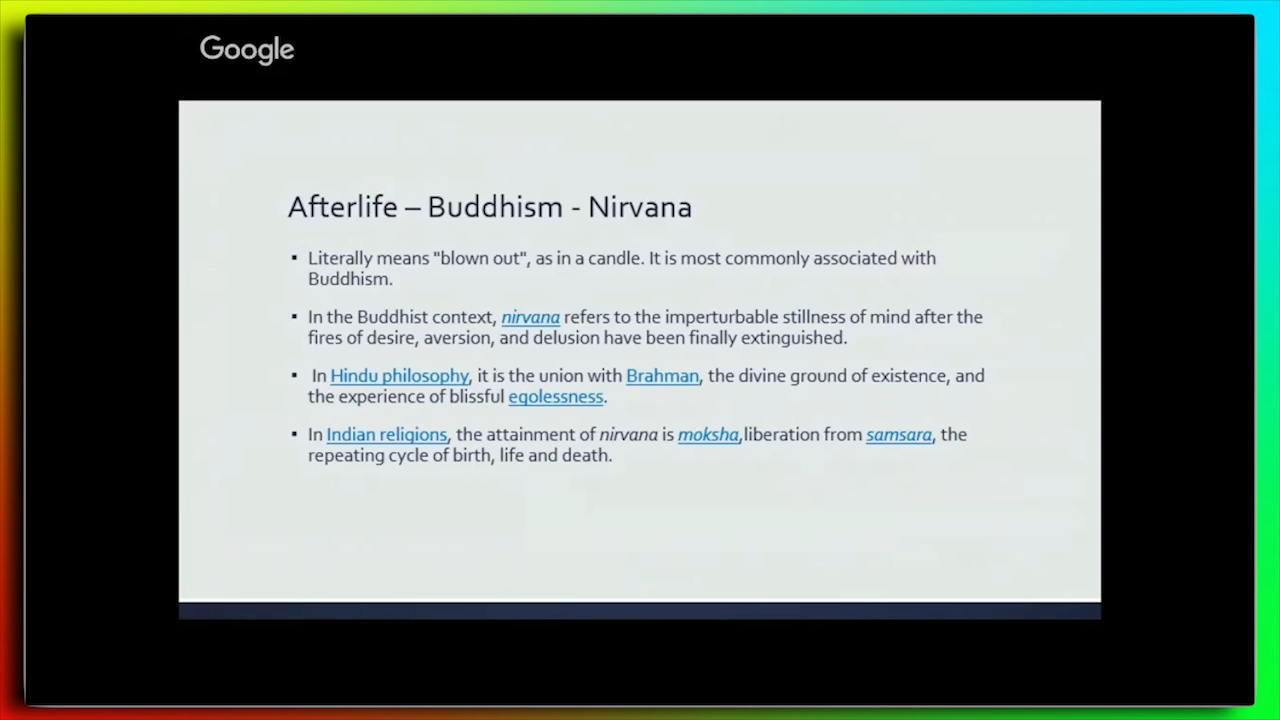 Google
Afterlife – Buddhism - Nirvana
▪ Literally means "blown out", as in a candle. It is most commonly associated with
Buddhism.
▪ In the Buddhist context, nirvana refers to the imperturbable stillness of mind after the
fires of desire, aversion, and delusion have been finally extinguished.
▪ In Hindu philosophy, it is the union with Brahman, the divine ground of existence, and
the experience of blissful egolessness.
▪ In Indian religions, the attainment of nirvana is moksha,liberation from samsara, the
repeating cycle of birth, life and death.